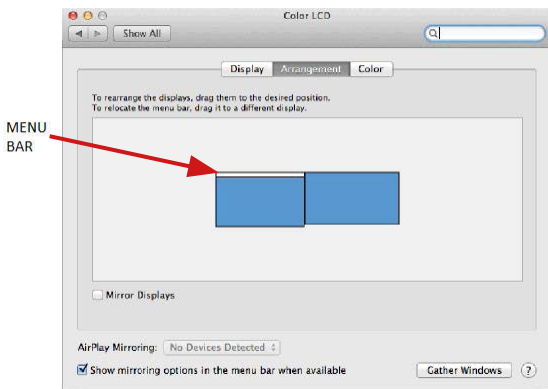 Color LCD
Show All
Display Arrangement Color
To rearrange the displays, drag them to the desired position.
To relocate the menu bar, drag it to a different display.
MENU
BAR
Mirror Displays
AirPlay Mirroring: No Devices Detected
Show mirroring options in the menu bar when available
Gather Windows ?